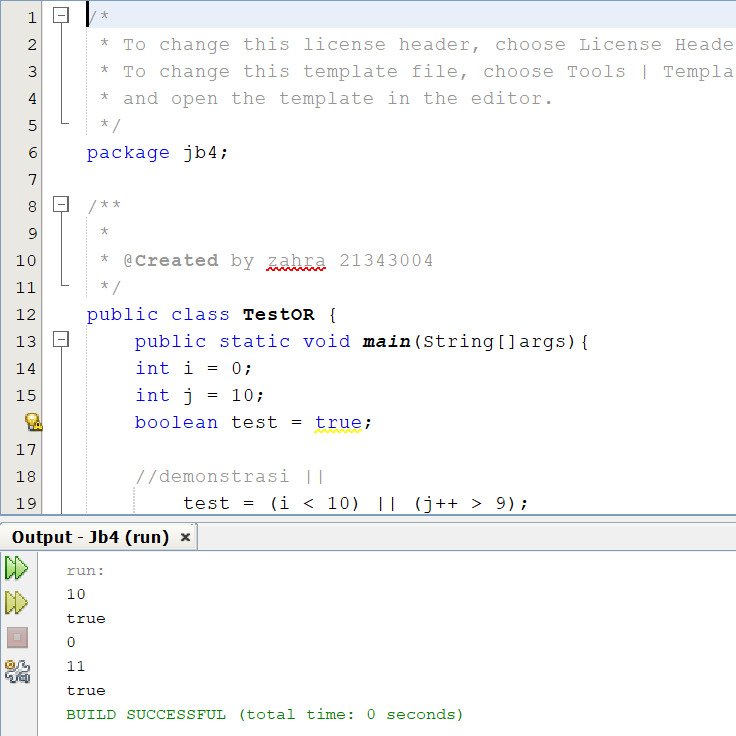 1 /*
2 * To change this license header, choose License Heade
3 * To change this template file, choose Tools | Templa
4 * and open the template in the editor.
5 */
6 package jb4;
7
8 /**
9 *
10 * @Created by zahra 21343004
11 */
12 public class TestOR {
13 public static void main(String[]args){
14 int i = 0;
15 int j = 10;
boolean test = true;
17
18 //demonstrasi ||
19 test = (i < 10) || (j++ > 9);
Output - Jb4 (run) ×
run:
10
true
0
11
true
BUILD SUCCESSFUL (total time: 0 seconds)